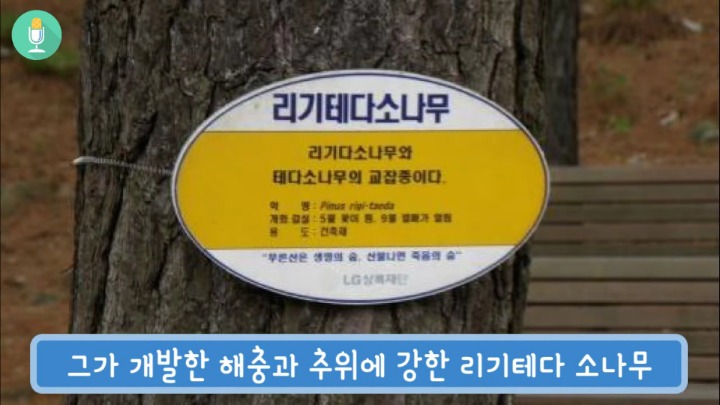 리기테다소나무
리기다소나무와
테다소나무의 교잡종이다.
학 명 : Pinus rigi-taeda
개화결실 : 5월 꽃이 핌, 9월 열매가 열림
용 도 : 건축재
"푸른산은 생명의 숲, 산불나면 죽음의 숲"
LG상록재단
그가 개발한 해충과 추위에 강한 리기테다 소나무